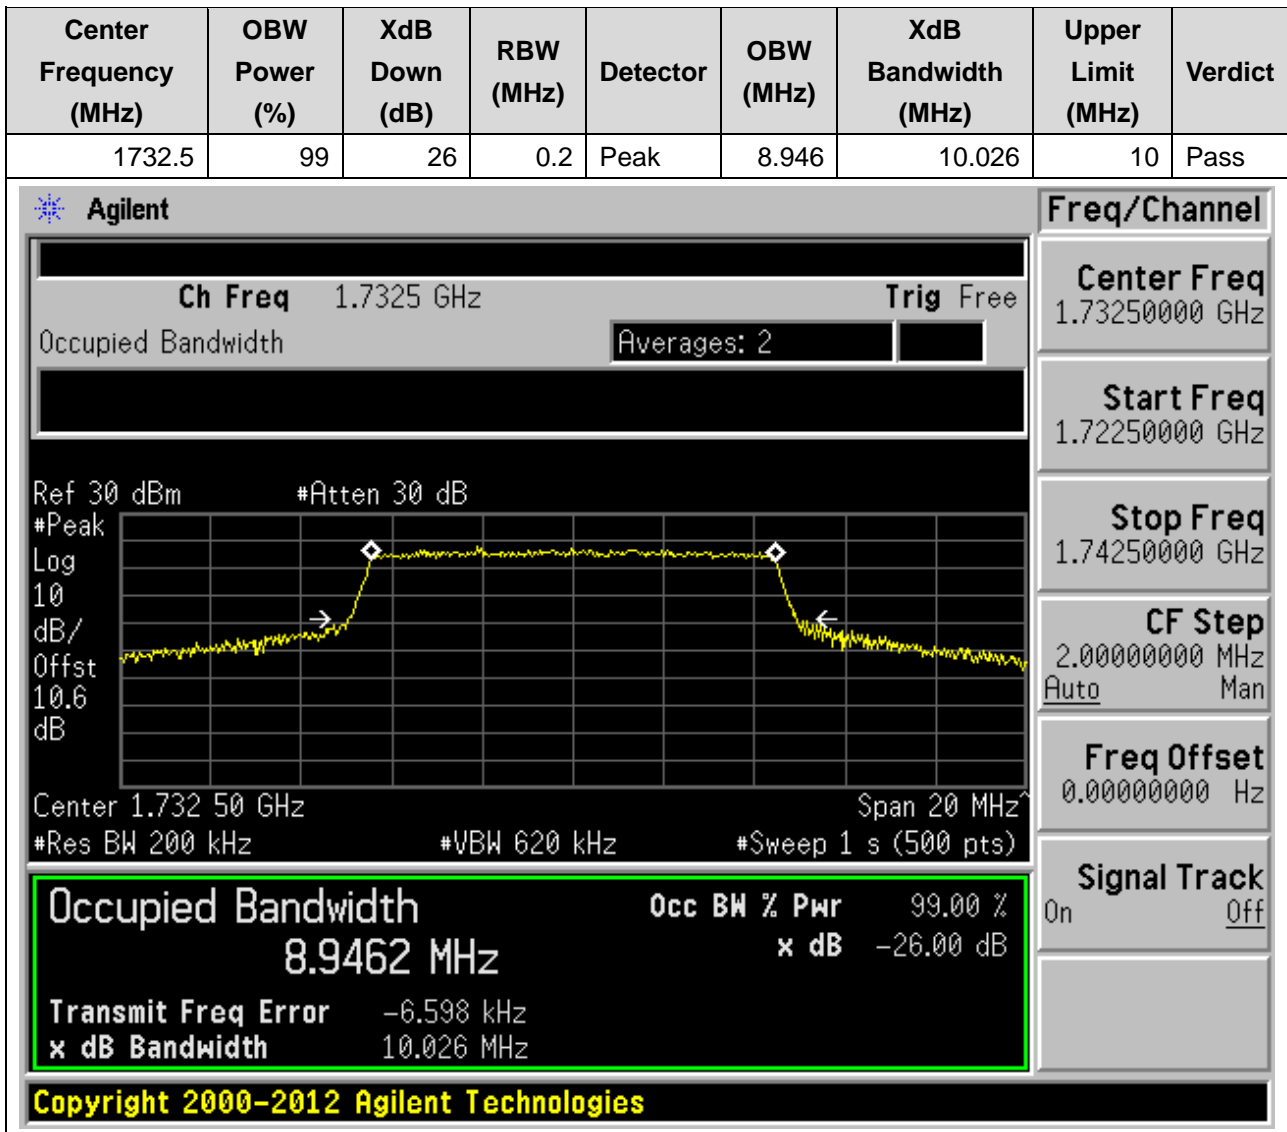 Center Frequency (MHz) OBW Power (%) XdB Down (dB) RBW (MHz) Detector OBW (MHz) XdB Bandwidth (MHz) Upper Limit (MHz) Verdict
1732.5 99 26 0.2 Peak 8.946 10.026 10 Pass
Agilent
Freq/Channel
Ch Freq 1.7325 GHz Trig Free
Occupied Bandwidth Averages: 2
Ref 30 dBm #Atten 30 dB
#Peak
Log
10
dB/
Offst
10.6
dB
Center 1.732 50 GHz Span 20 MHz^
#Res BW 200 kHz #VBW 620 kHz #Sweep 1 s (500 pts)
Occupied Bandwidth Occ BW % Pwr 99.00 %
8.9462 MHz x dB -26.00 dB
Transmit Freq Error -6.598 kHz
x dB Bandwidth 10.026 MHz
Center Freq
1.73250000 GHz
Start Freq
1.72250000 GHz
Stop Freq
1.74250000 GHz
CF Step
2.00000000 MHz
Auto Man
Freq Offset
0.00000000 Hz
Signal Track
On Off
Copyright 2000-2012 Agilent Technologies